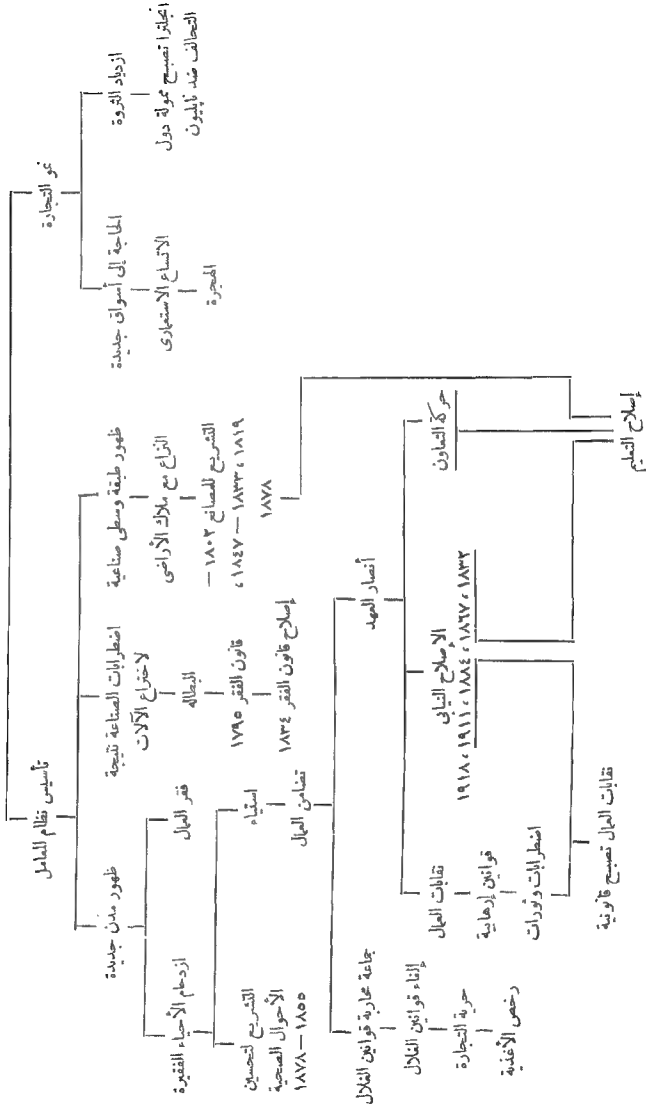 تأسيس نظام المعامل
نمو التجارة
ظهور مدن جديدة
اضطرابات الصناعة نتيجة
لاختراع الآلات
البطالة
قانون الفقر ١٧٩٥
إصلاح قانون الفقر ١٨٣٤
ظهور طبقة وسطى صناعية
النزاع مع ملاك الأراضى
التشريع للمصانع ١٨٠٢ –
١٨١٩، ١٨٣٣ – ١٨٤٧،
١٨٧٨
الحاجة إلى أسواق جديدة
الاتساع الاستعمارى
الهجرة
ازدياد الثروة
انجلترا تصبح ممولة دول
التحالف ضد نابليون
ازدحام الأحياء الفقيرة
فقر العمال
التشريع لتحسين
الأحوال الصحية
١٨٥٥ – ١٨٧٨
استياء
تضامن العمال
جماعة محاربة قوانين الغلال
إلغاء قوانين الغلال
حرية التجارة
رخص الأغذية
أنصار العهد
نقابات العمال
قوانين إرهابية
اضطرابات وثورات
نقابات العمال تصبح قانونية
الإصلاح النيابى
١٨٣٢، ١٨٦٧، ١٨٨٤، ١٩١١، ١٩١٨
حركة التعاون
إصلاح التعليم